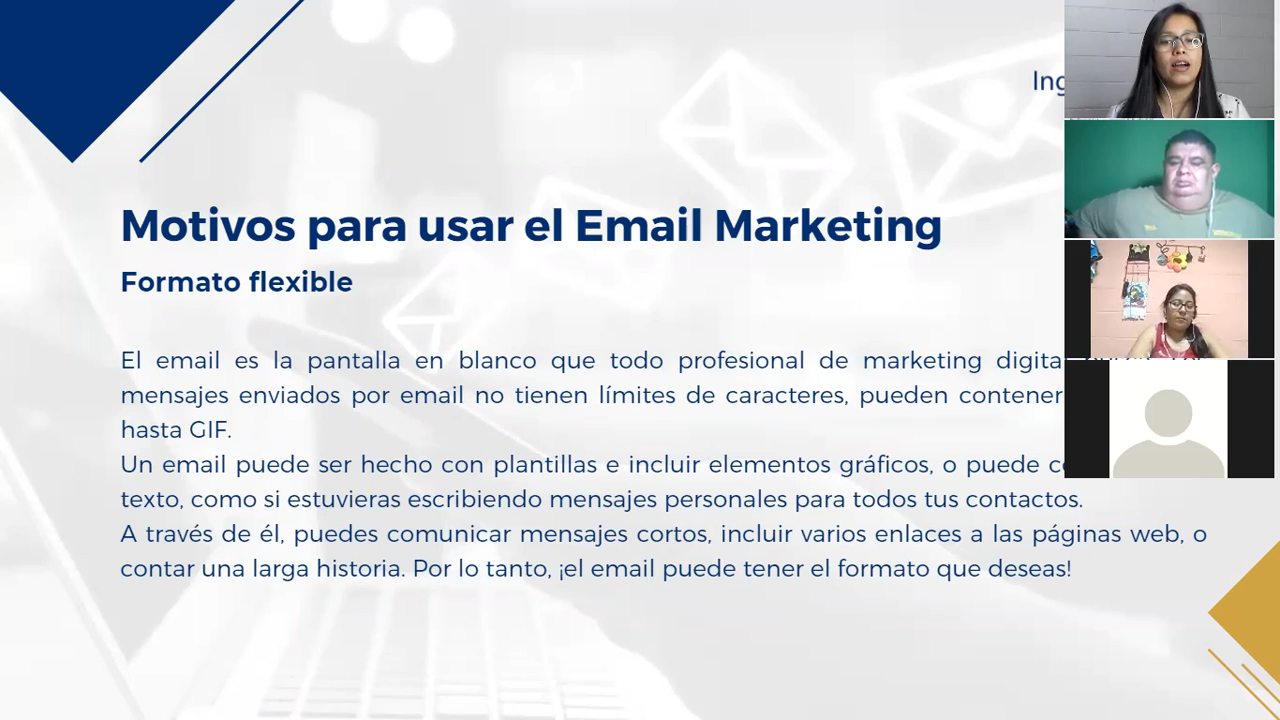 Ing
Motivos para usar el Email Marketing
Formato flexible
El email es la pantalla en blanco que todo profesional de marketing digital
mensajes enviados por email no tienen límites de caracteres, pueden contener
hasta GIF.
Un email puede ser hecho con plantillas e incluir elementos gráficos, o puede
texto, como si estuvieras escribiendo mensajes personales para todos tus contactos.
A través de él, puedes comunicar mensajes cortos, incluir varios enlaces a las páginas web, o
contar una larga historia. Por lo tanto, ¡el email puede tener el formato que deseas!